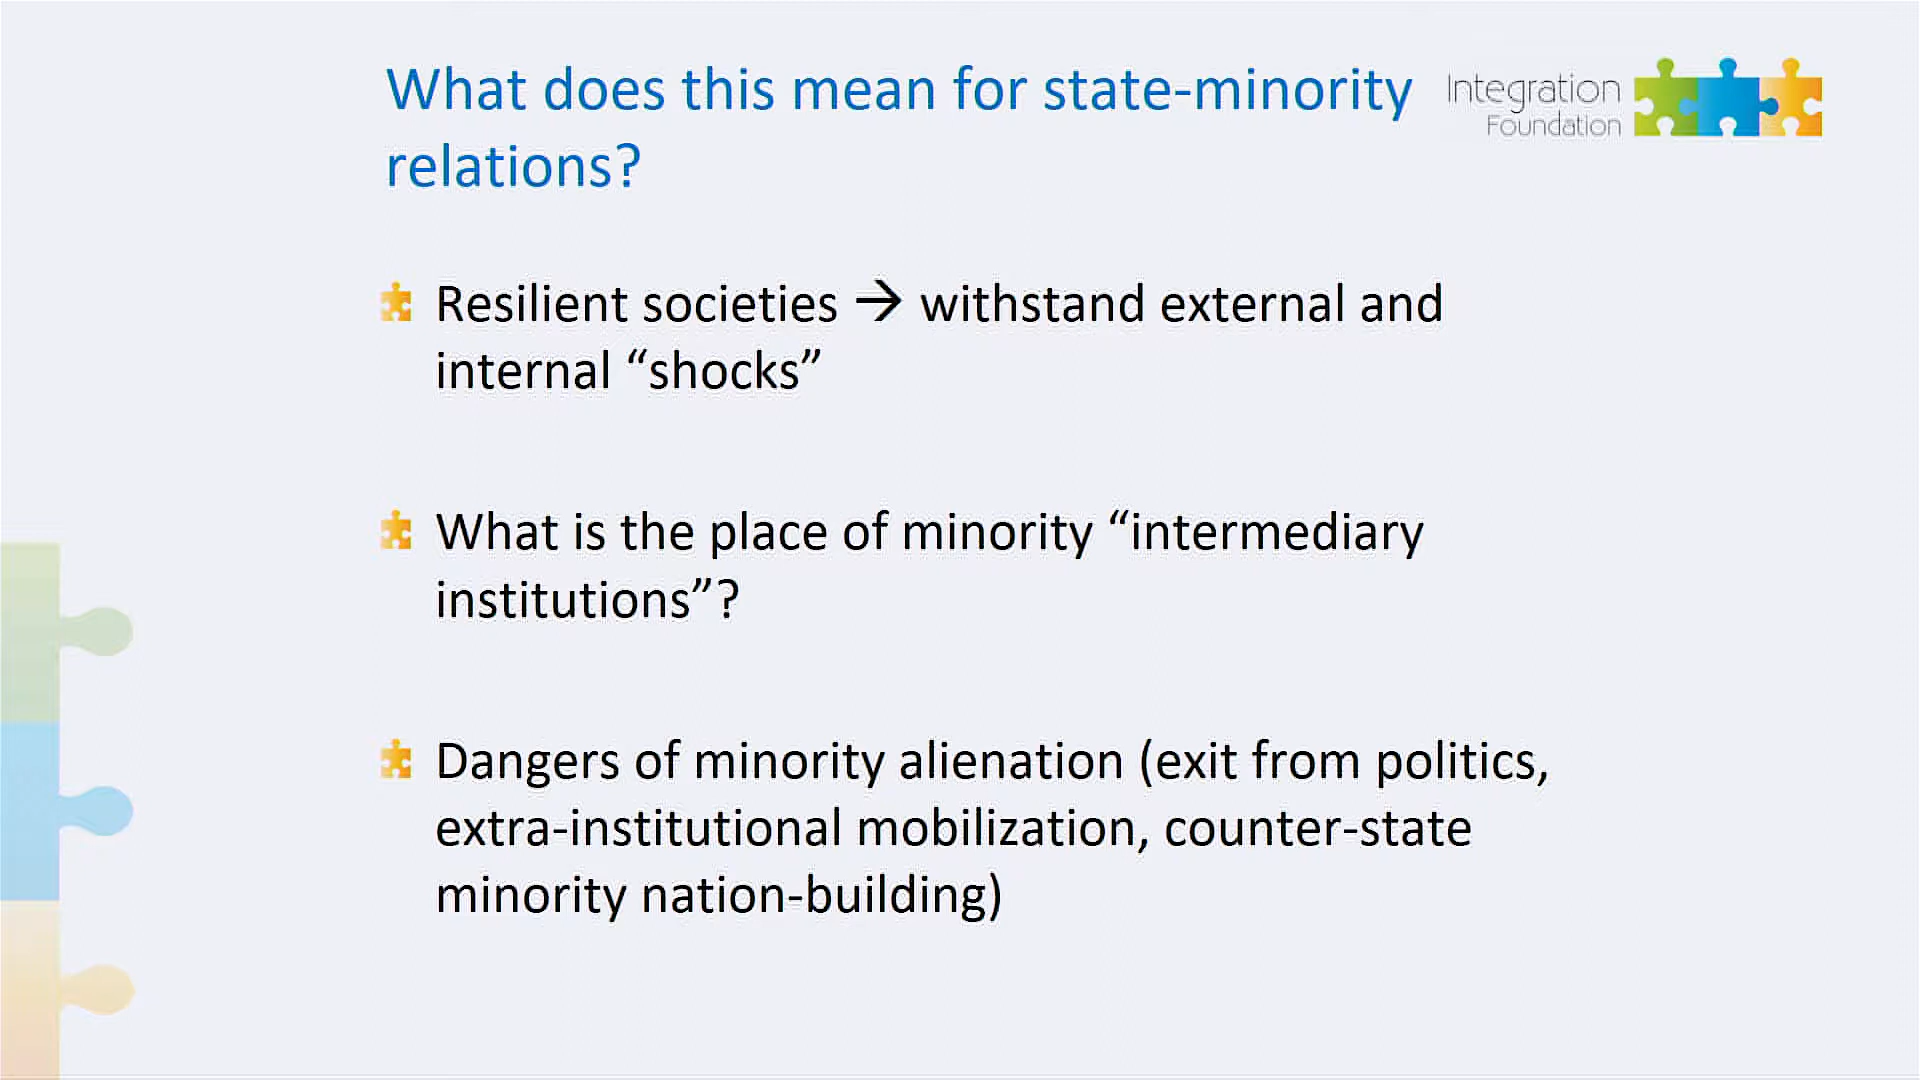 What does this mean for state-minority
relations?
Integration
Foundation
Resilient societies → withstand external and
internal “shocks”
What is the place of minority “intermediary
institutions”?
Dangers of minority alienation (exit from politics,
extra-institutional mobilization, counter-state
minority nation-building)